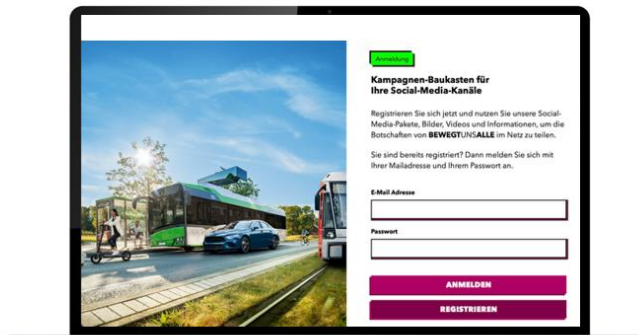 Anmeldung
Kampagnen-Baukasten für
Ihre Social-Media-Kanäle
Registrieren Sie sich jetzt und nutzen Sie unsere Social-
Media-Pakete, Bilder, Videos und Informationen, um die
Botschaften von BEWEGTUNSALLE im Netz zu teilen.
Sie sind bereits registriert? Dann melden Sie sich mit
Ihrer Mailadresse und Ihrem Passwort an.
E-Mail Adresse
Passwort
ANMELDEN
REGISTRIEREN